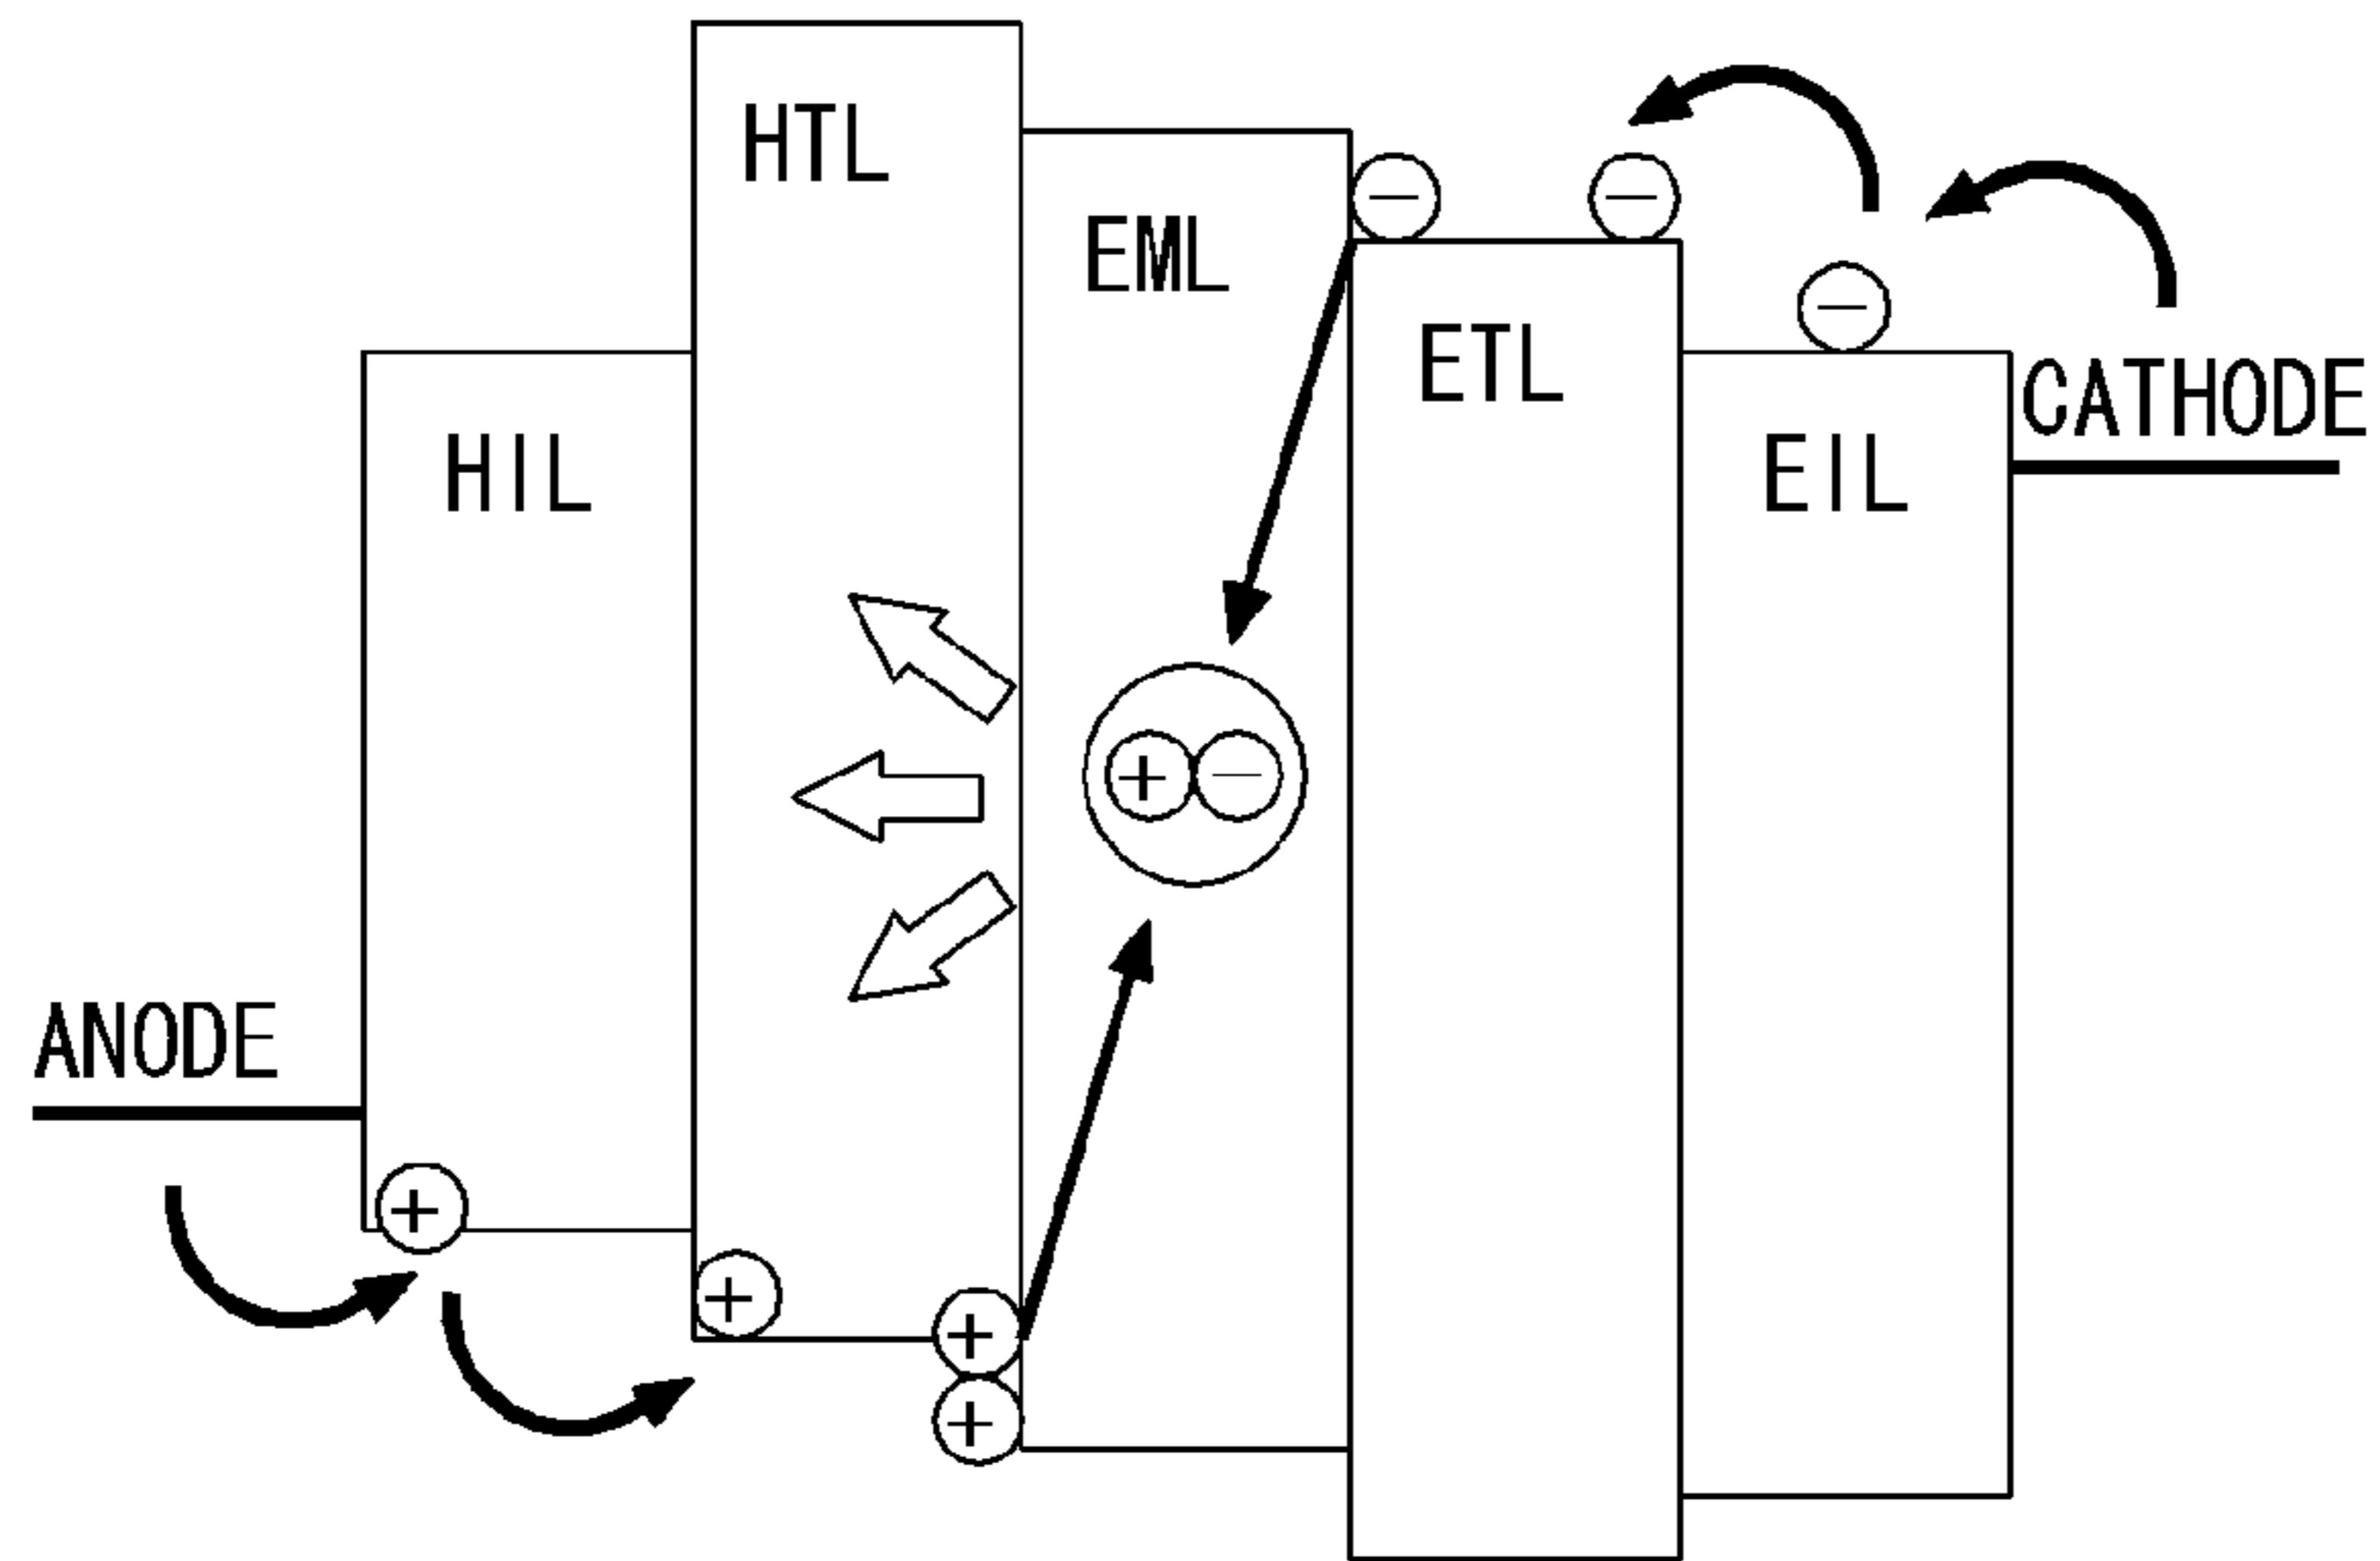 HTL
EML
ETL
HIL
EIL
CATHODE
ANODE
−
−
−
+ −
+
+
+
+